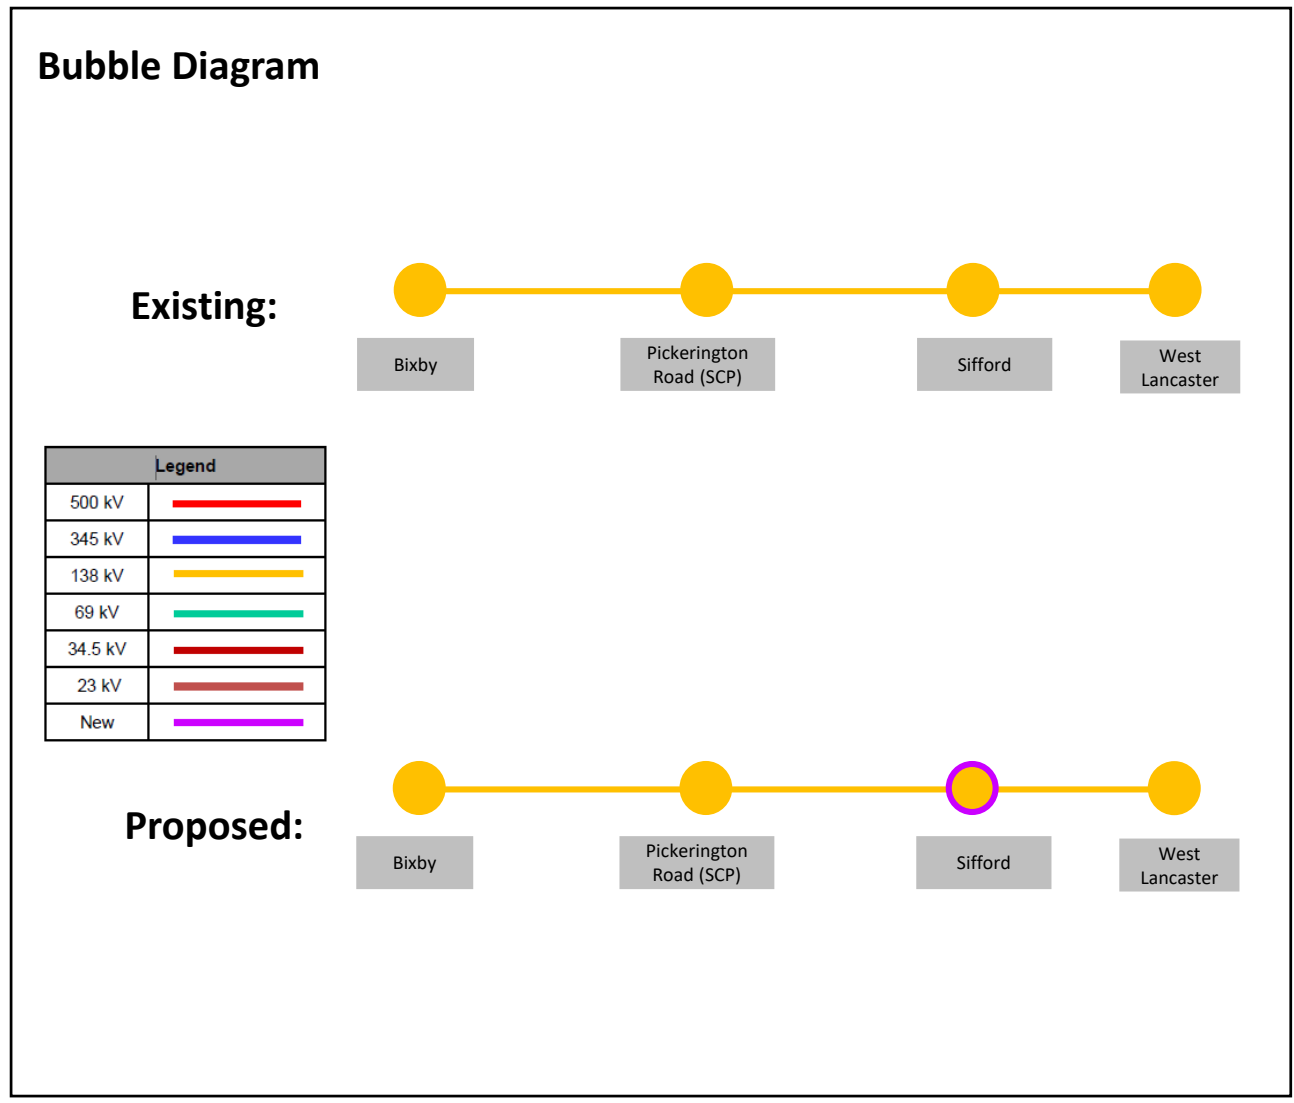 Bubble Diagram
Existing:
Bixby
Pickerington
Road (SCP)
Sifford
West
Lancaster
Legend
500 kV
345 kV
138 kV
69 kV
34.5 kV
23 kV
New
Proposed:
Bixby
Pickerington
Road (SCP)
Sifford
West
Lancaster